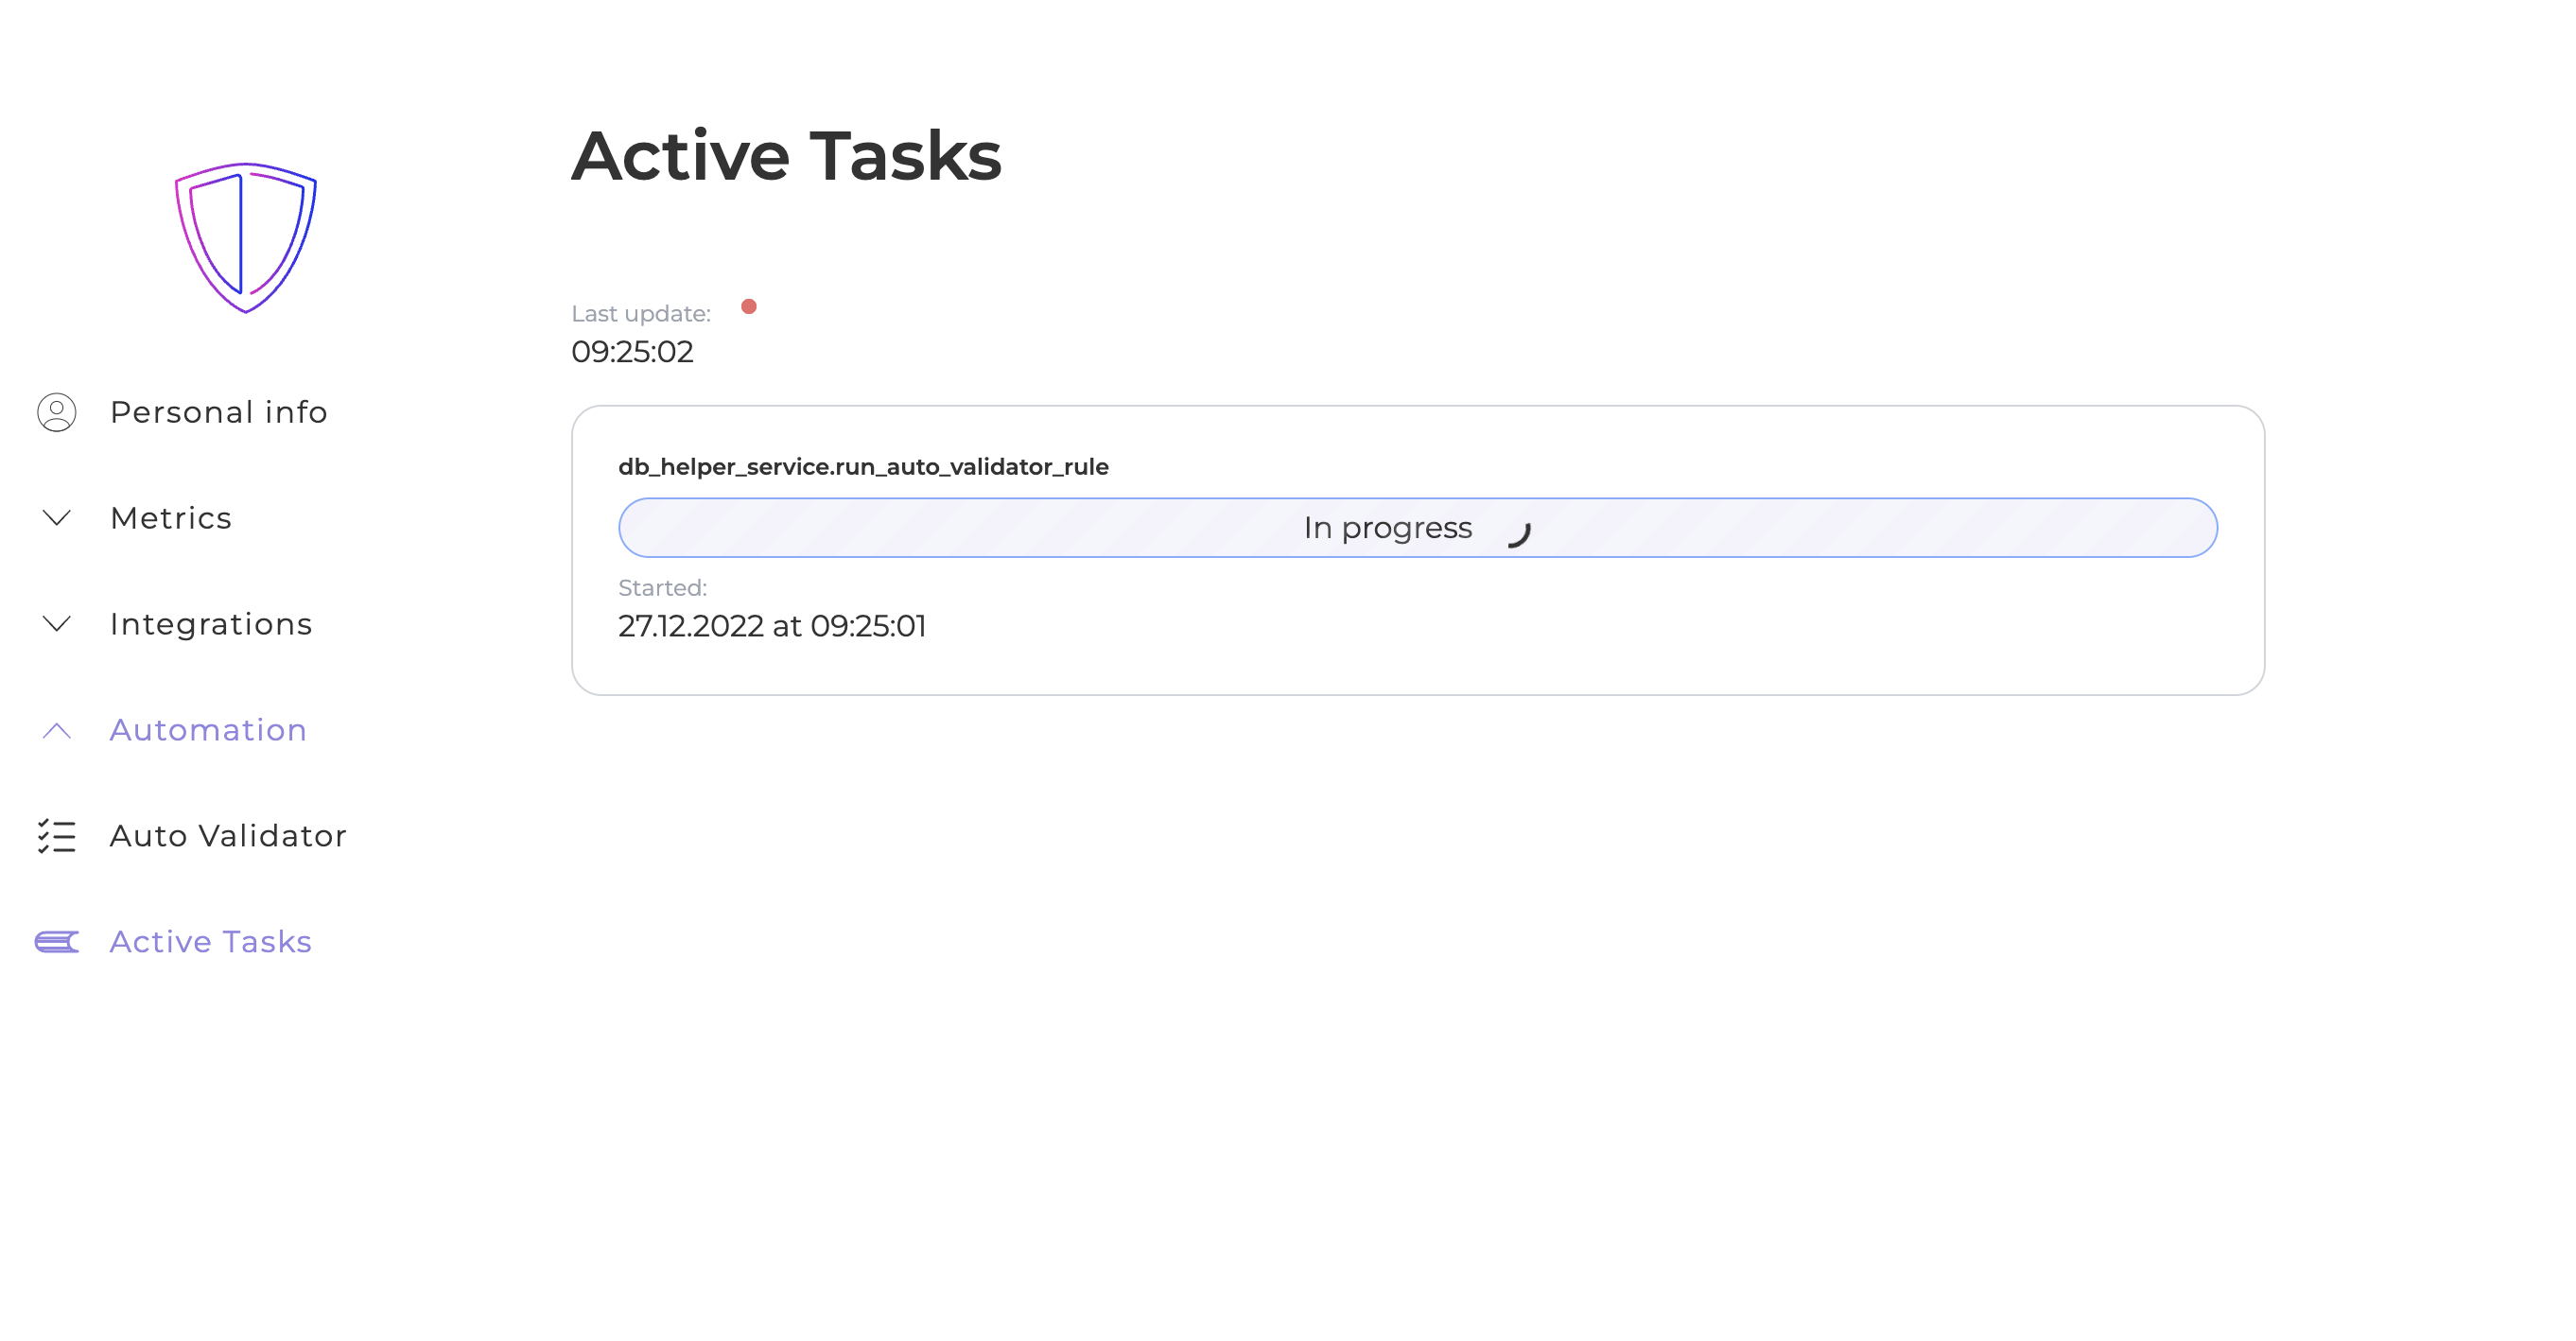 Active Tasks
Last update:
09:25:02
Personal info
Metrics
Integrations
Automation
Auto Validator
Active Tasks
db_helper_service.run_auto_validator_rule
In progress
Started:
27.12.2022 at 09:25:01